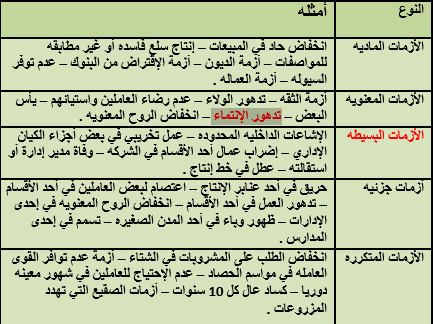 النوع
أمثله
الأزمات الماديه
انخفاض حاد في المبيعات – إنتاج سلع فاسده أو غير مطابقه
للمواصفات – أزمة الديون – أزمة الإقتراض من البنوك – عدم توفر
السيوله – أزمة العماله .
الأزمات المعنويه
أزمة الثقه – تدهور الولاء – عدم رضاء العاملين واستيائهم – يأس
البعض – تدهور الإنتماء – انخفاض الروح المعنويه .
الأزمات البسيطه
الإشاعات الداخليه المحدوده – عمل تخريبي في بعض أجزاء الكيان
الإداري – إضراب عمال أحد الأقسام في الشركه – وفاة مدير إدارة أو
استقالته – عطل في خط إنتاج .
أزمات جزئيه
حريق في أحد عنابر الإنتاج – اعتصام لبعض العاملين في أحد الأقسام
– تدهور العمل في أحد الأقسام – انخفاض الروح المعنويه في إحدى
الإدارات – ظهور وباء في أحد المدن الصغيره – تسمم في إحدى
المدارس .
الأزمات المتكرره
انخفاض الطلب على المشروبات في الشتاء – أزمة عدم توافر القوى
العامله في مواسم الحصاد – عدم الإحتياج للعاملين في شهور معينه
دوريا – كساد عال كل 10 سنوات – أزمات الصقيع التي تهدد
المزروعات .